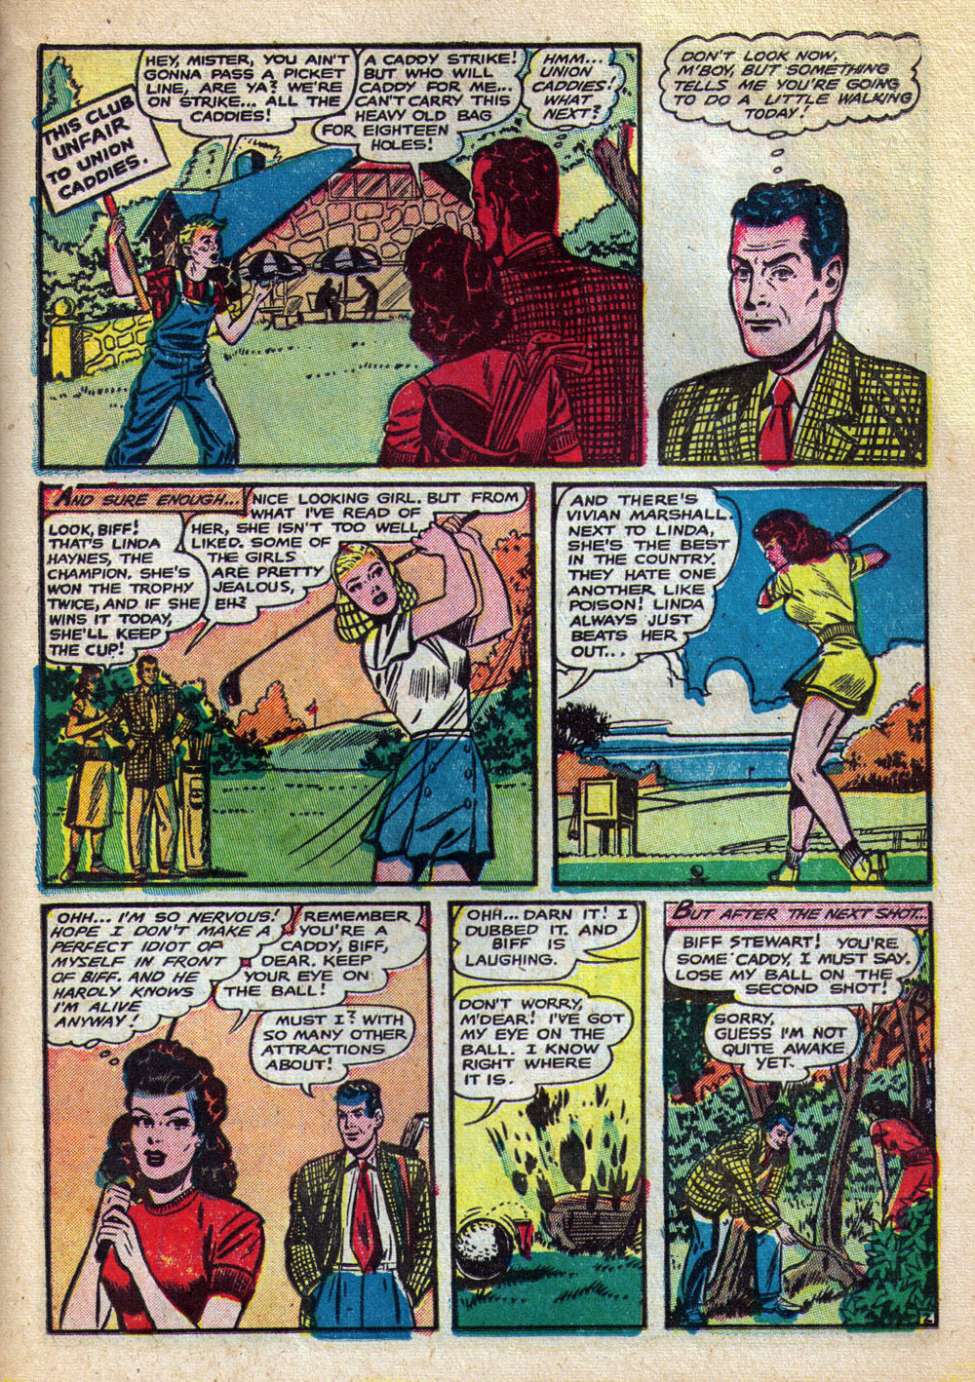 HEY, MISTER, YOU AIN'T
GONNA PASS A PICKET
LINE, ARE YA? WE'RE
ON STRIKE... ALL THE
CADDIES!
THIS CLUB
UNFAIR
TO UNION
CADDIES.
A CADDY STRIKE!
BUT WHO WILL
CADDY FOR ME...
CAN'T CARRY THIS
HEAVY OLD BAG
FOR EIGHTEEN
HOLES!
HMM...
UNION
CADDIES!
WHAT
NEXT?
DON'T LOOK NOW,
M'BOY, BUT SOMETHING
TELLS ME YOU'RE GOING
TO DO A LITTLE WALKING
TODAY!
AND SURE ENOUGH...
LOOK, BIFF!
THAT'S LINDA
HAYNES, THE
CHAMPION. SHE'S
WON THE TROPHY
TWICE, AND IF SHE
WINS IT TODAY,
SHE'LL KEEP
THE CUP!
NICE LOOKING GIRL. BUT FROM
WHAT I'VE READ OF
HER, SHE ISN'T TOO WELL
LIKED. SOME OF
THE GIRLS
ARE PRETTY
JEALOUS,
EH?
AND THERE'S
VIVIAN MARSHALL.
NEXT TO LINDA,
SHE'S THE BEST
IN THE COUNTRY.
THEY HATE ONE
ANOTHER LIKE
POISON! LINDA
ALWAYS JUST
BEATS HER
OUT...
OHH... I'M SO NERVOUS!
HOPE I DON'T MAKE A
PERFECT IDIOT OF
MYSELF IN FRONT
OF BIFF. AND HE
HARDLY KNOWS
I'M ALIVE
ANYWAY!
REMEMBER
YOU'RE A
CADDY, BIFF,
DEAR. KEEP
YOUR EYE ON
THE BALL!
MUST I? WITH
SO MANY OTHER
ATTRACTIONS
ABOUT!
OHH... DARN IT! I
DUBBED IT. AND
BIFF IS
LAUGHING.
DON'T WORRY,
M'DEAR! I'VE GOT
MY EYE ON THE
BALL. I KNOW
RIGHT WHERE
IT IS.
BUT AFTER THE NEXT SHOT...
BIFF STEWART! YOU'RE
SOME CADDY, I MUST SAY.
LOSE MY BALL ON THE
SECOND SHOT!
SORRY,
GUESS I'M NOT
QUITE AWAKE
YET.
2